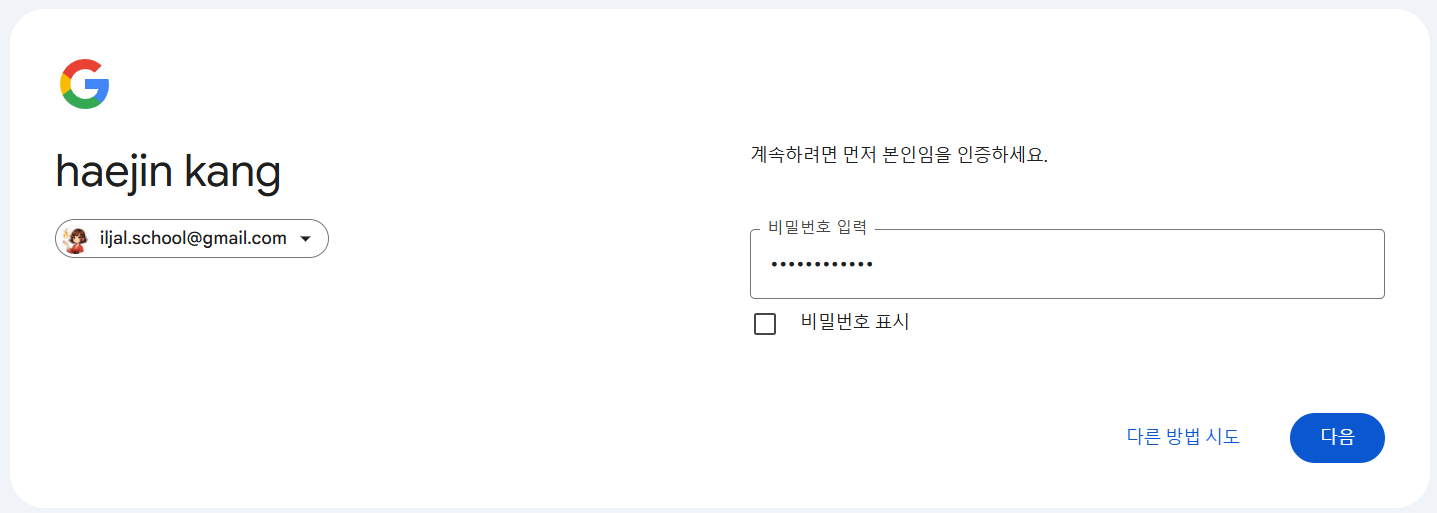 haejin kang
iljal.school@gmail.com
계속하려면 먼저 본인임을 인증하세요.
비밀번호 입력
••••••••••••
비밀번호 표시
다른 방법 시도
다음